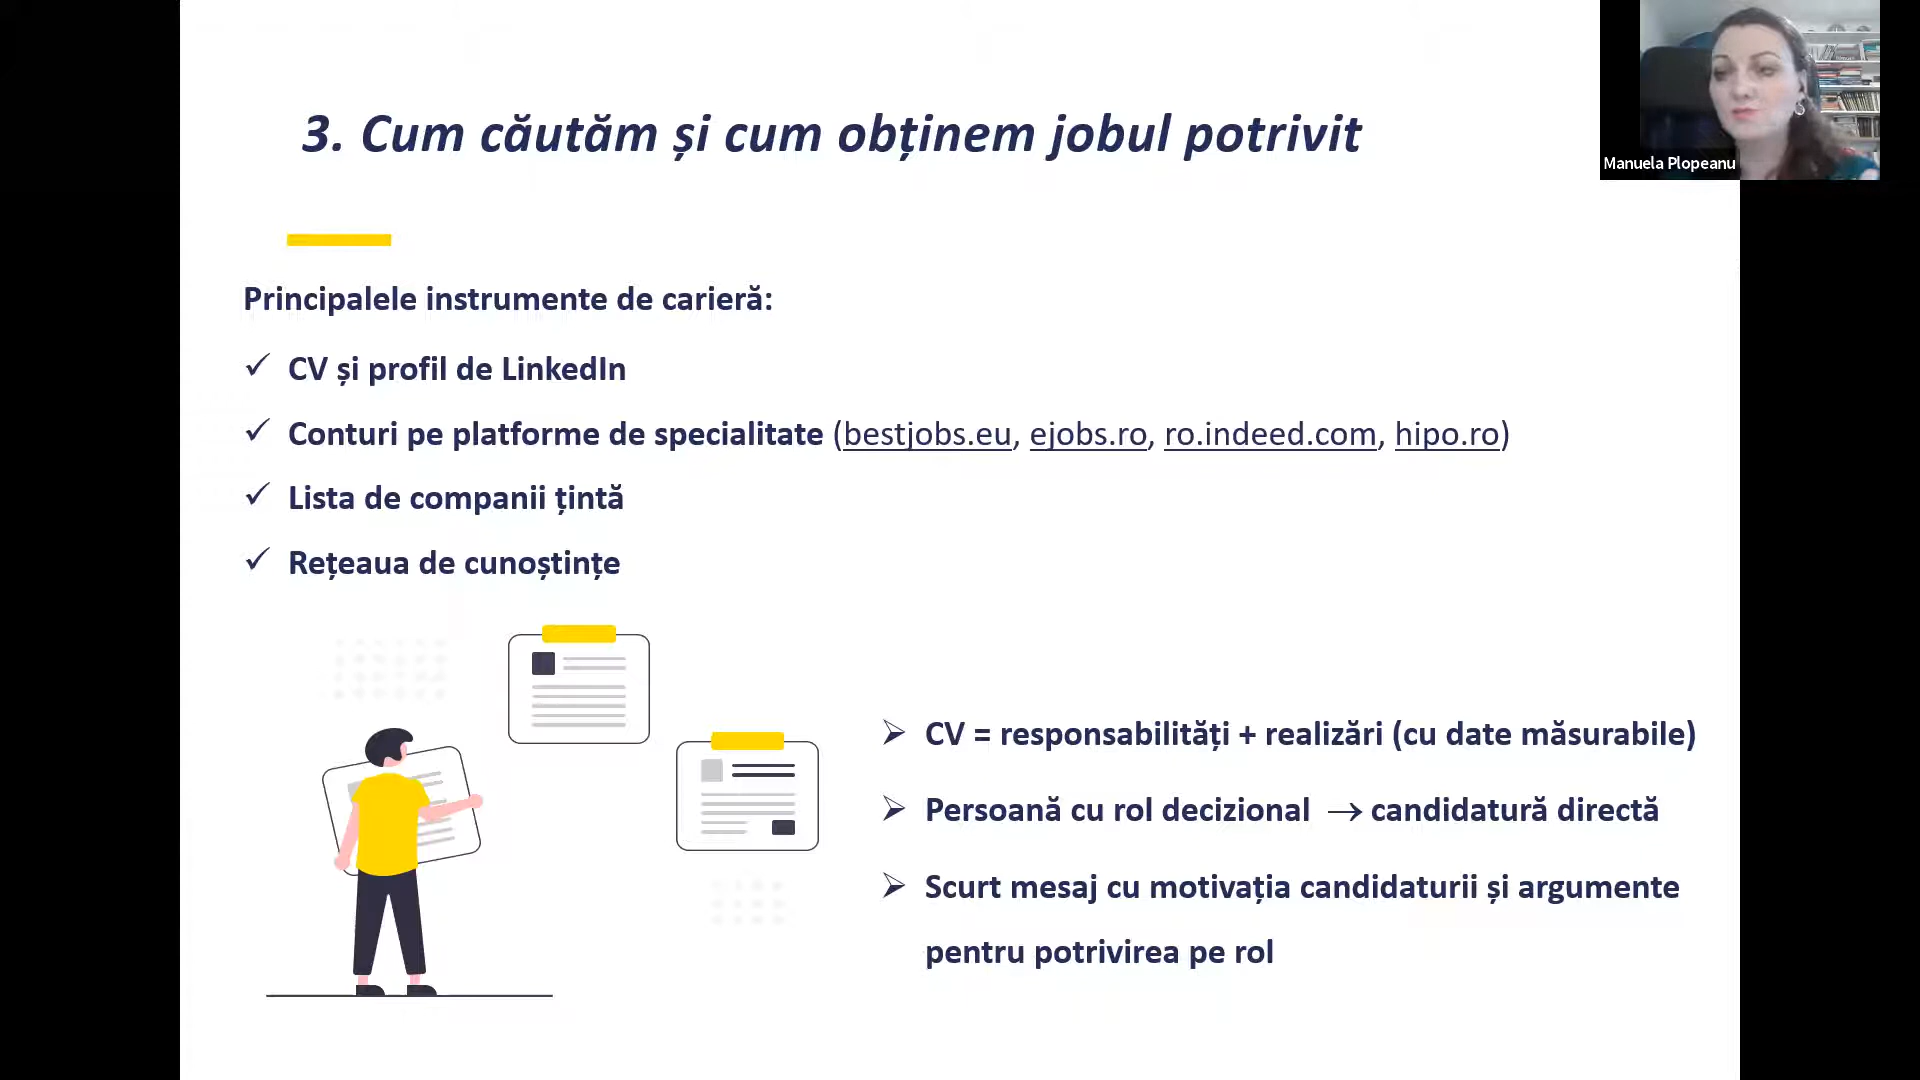 3. Cum căutăm și cum obținem jobul potrivit
Manuela Plopeanu
Principalele instrumente de carieră:
✓ CV și profil de LinkedIn
✓ Conturi pe platforme de specialitate (bestjobs.eu, ejobs.ro, ro.indeed.com, hipo.ro)
✓ Lista de companii țintă
✓ Rețeaua de cunoștințe
➢ CV = responsabilități + realizări (cu date măsurabile)
➢ Persoană cu rol decizional → candidatură directă
➢ Scurt mesaj cu motivația candidaturii și argumente
pentru potrivirea pe rol